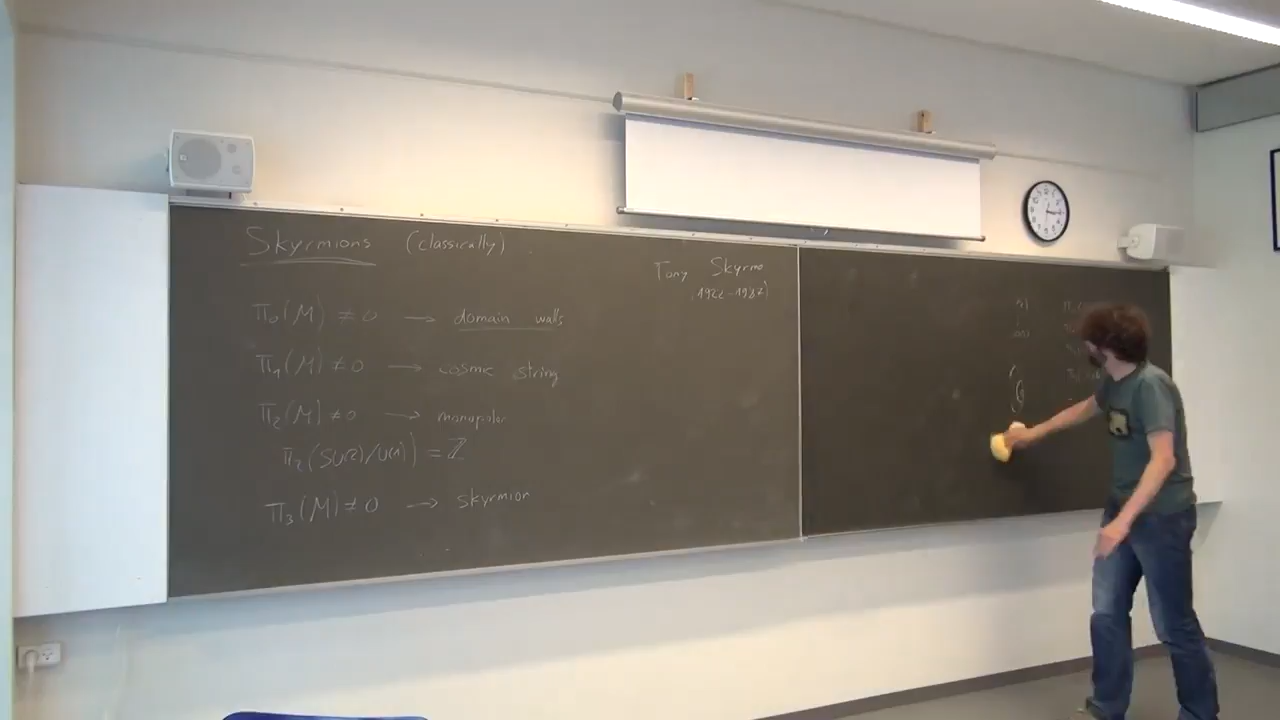 Skyrmions (classically)
Tony Skyrme
(1922-1987)
Π₀(M) ≠ 0 → domain walls
Π₁(M) ≠ 0 → cosmic string
Π₂(M) ≠ 0 → monopoles
Π₂(SU(2)/U(1)) = ℤ
Π₃(M) ≠ 0 → skyrmion